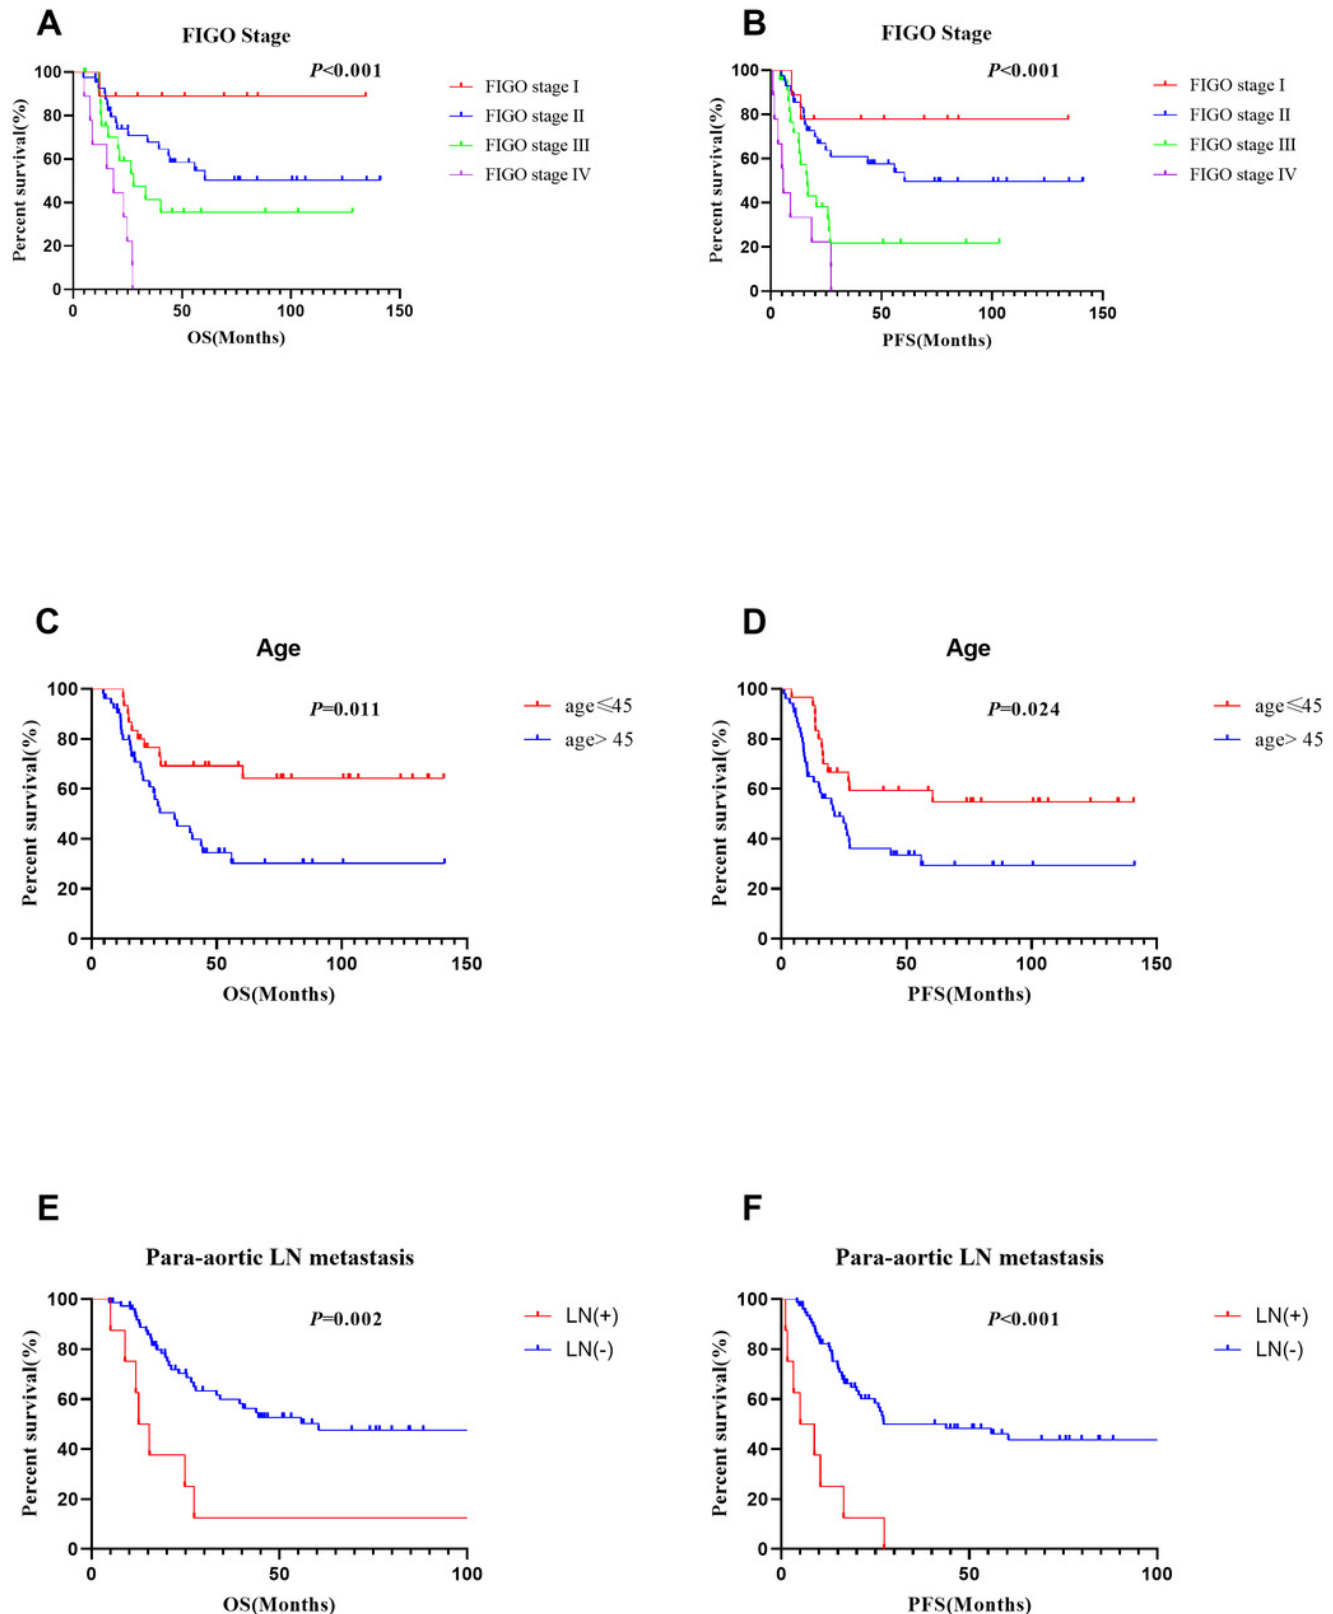 A
FIGO Stage
P<0.001
100
80
60
40
20
0
Percent survival(%)
0 50 100 150
OS(Months)
FIGO stage I
FIGO stage II
FIGO stage III
FIGO stage IV
B
FIGO Stage
P<0.001
100
80
60
40
20
0
Percent survival(%)
0 50 100 150
PFS(Months)
FIGO stage I
FIGO stage II
FIGO stage III
FIGO stage IV
C
Age
P=0.011
100
80
60
40
20
0
Percent survival(%)
0 50 100 150
OS(Months)
age≤45
age> 45
D
Age
P=0.024
100
80
60
40
20
0
Percent survival(%)
0 50 100 150
PFS(Months)
age≤45
age> 45
E
Para-aortic LN metastasis
P=0.002
100
80
60
40
20
0
Percent survival(%)
0 50 100
OS(Months)
LN(+)
LN(-)
F
Para-aortic LN metastasis
P<0.001
100
80
60
40
20
0
Percent survival(%)
0 50 100
PFS(Months)
LN(+)
LN(-)